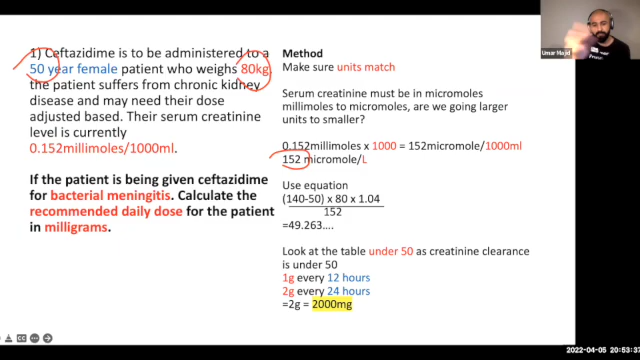 1) Ceftazidime is to be administered to a
50 year female patient who weighs 80kg,
the patient suffers from chronic kidney
disease and may need their dose
adjusted based. Their serum creatinine
level is currently
0.152millimoles/1000ml.
If the patient is being given ceftazidime
for bacterial meningitis. Calculate the
recommended daily dose for the patient
in milligrams.
Method
Make sure units match
Serum creatinine must be in micromoles
millimoles to micromoles, are we going larger
units to smaller?
0.152millimoles x 1000 = 152micromole/1000ml
152 micromole/L
Use equation
(140-50) x 80 x 1.04
152
=49.263....
Look at the table under 50 as creatinine clearance
is under 50
1g every 12 hours
2g every 24 hours
=2g = 2000mg
Umar Majid
CC
2022-04-05 15:53:37